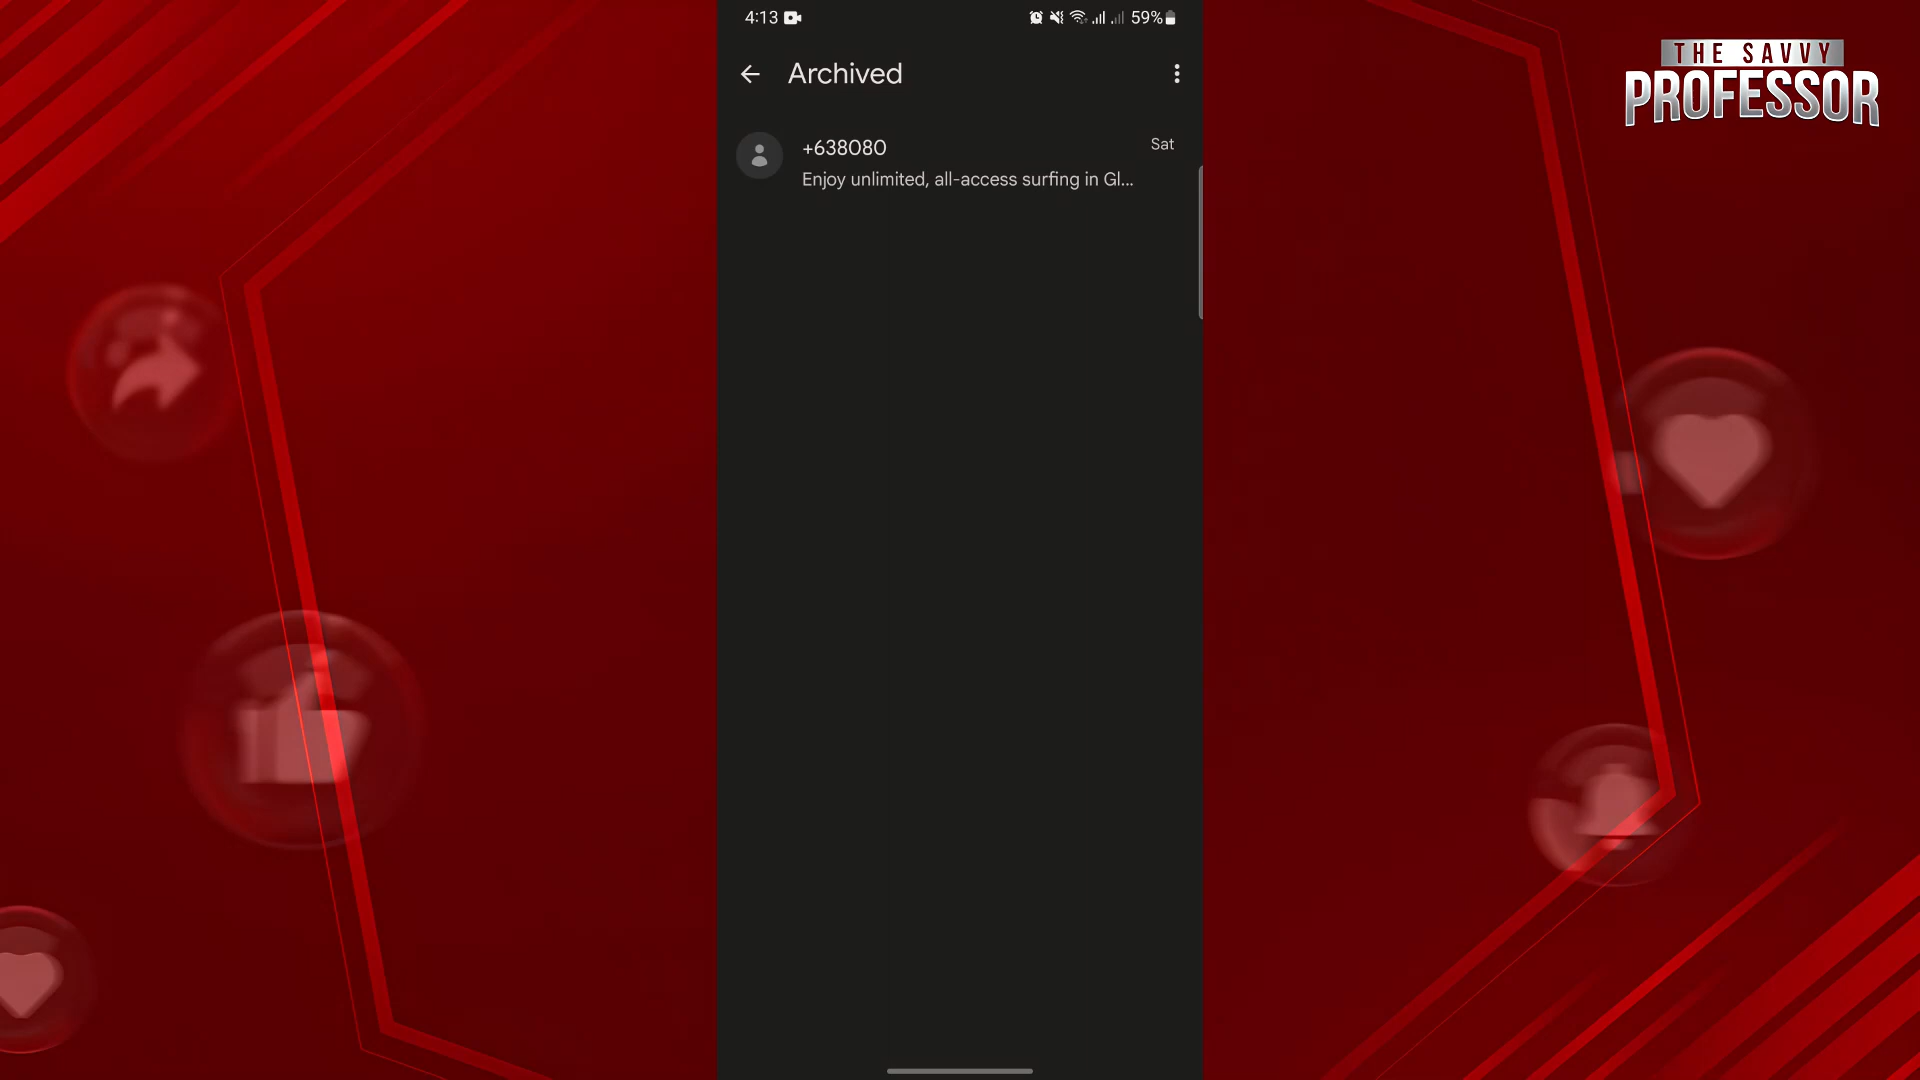 4:13
59%
THE SAVVY
PROFESSOR
Archived
+638080
Sat
Enjoy unlimited, all-access surfing in Gl...